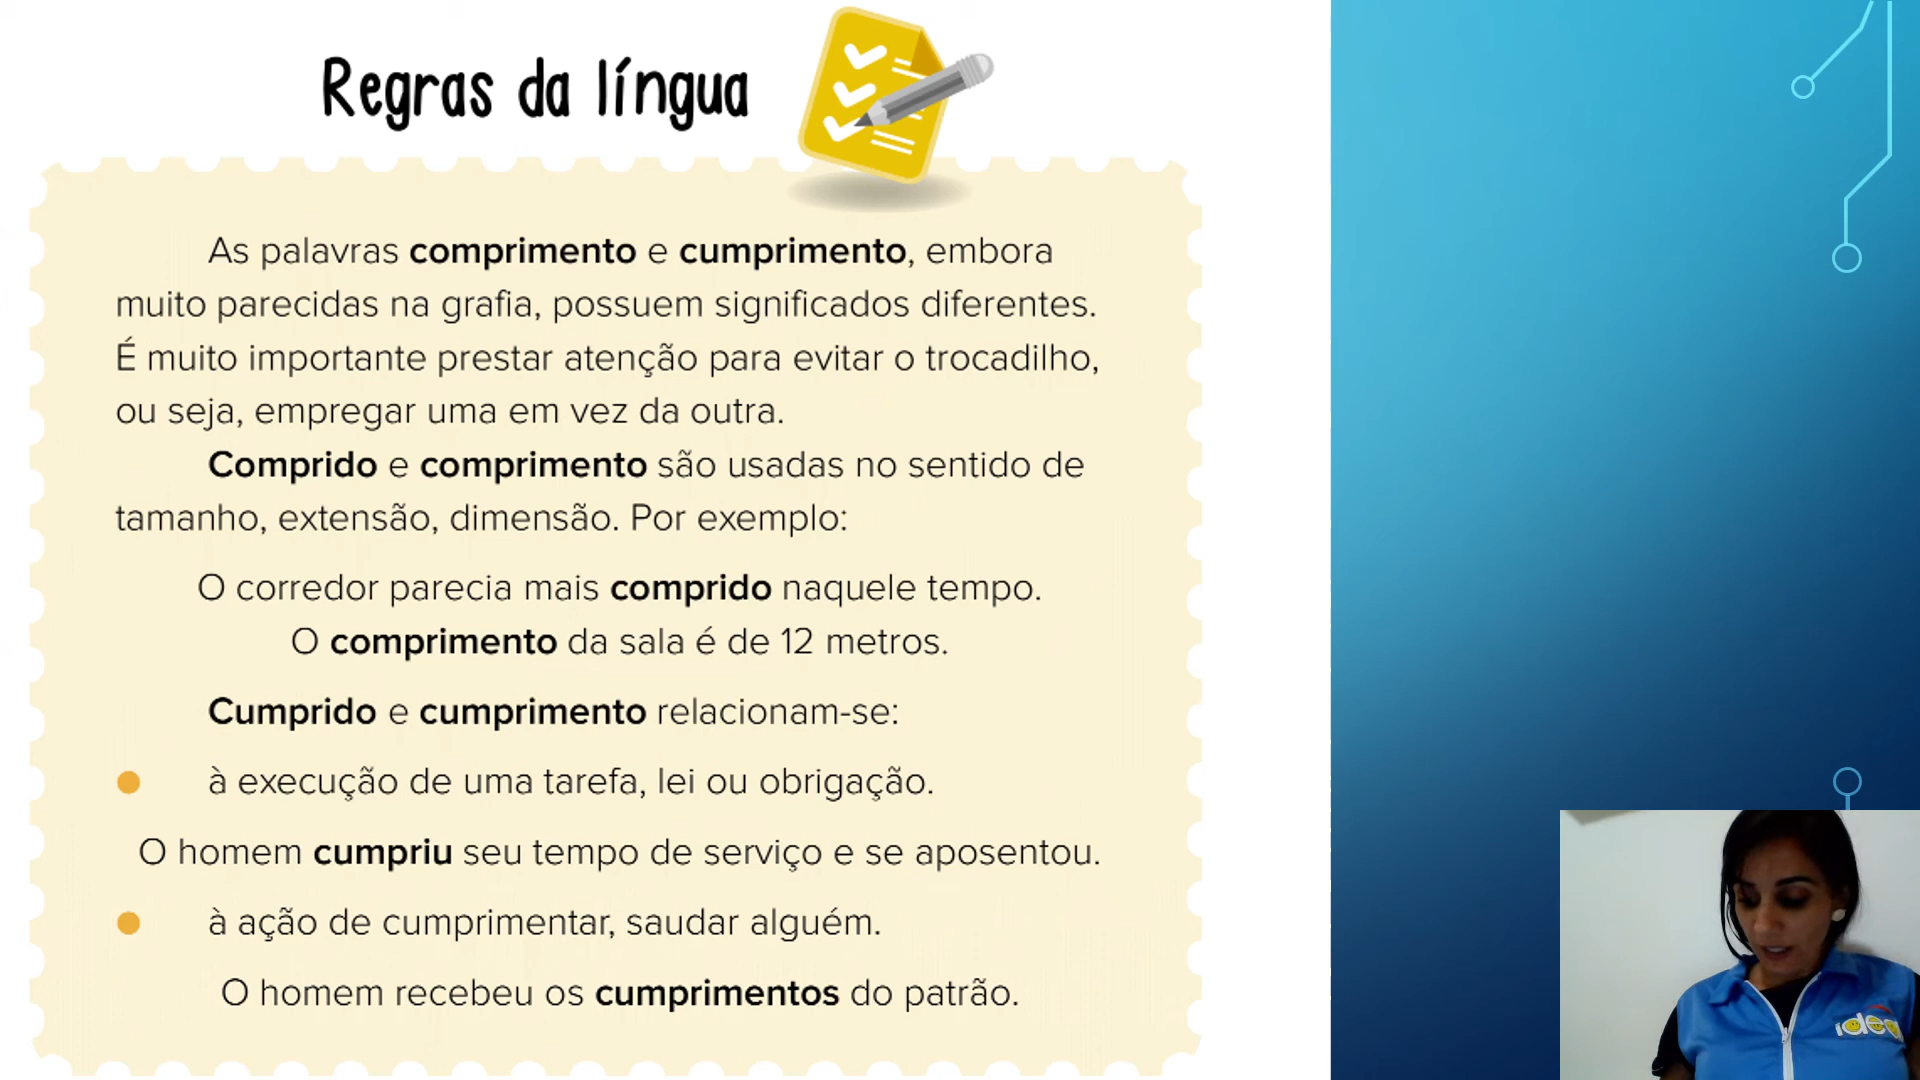 Regras da língua
As palavras comprimento e cumprimento, embora
muito parecidas na grafia, possuem significados diferentes.
É muito importante prestar atenção para evitar o trocadilho,
ou seja, empregar uma em vez da outra.
Comprido e comprimento são usadas no sentido de
tamanho, extensão, dimensão. Por exemplo:
O corredor parecia mais comprido naquele tempo.
O comprimento da sala é de 12 metros.
Cumprido e cumprimento relacionam-se:
à execução de uma tarefa, lei ou obrigação.
O homem cumpriu seu tempo de serviço e se aposentou.
à ação de cumprimentar, saudar alguém.
O homem recebeu os cumprimentos do patrão.